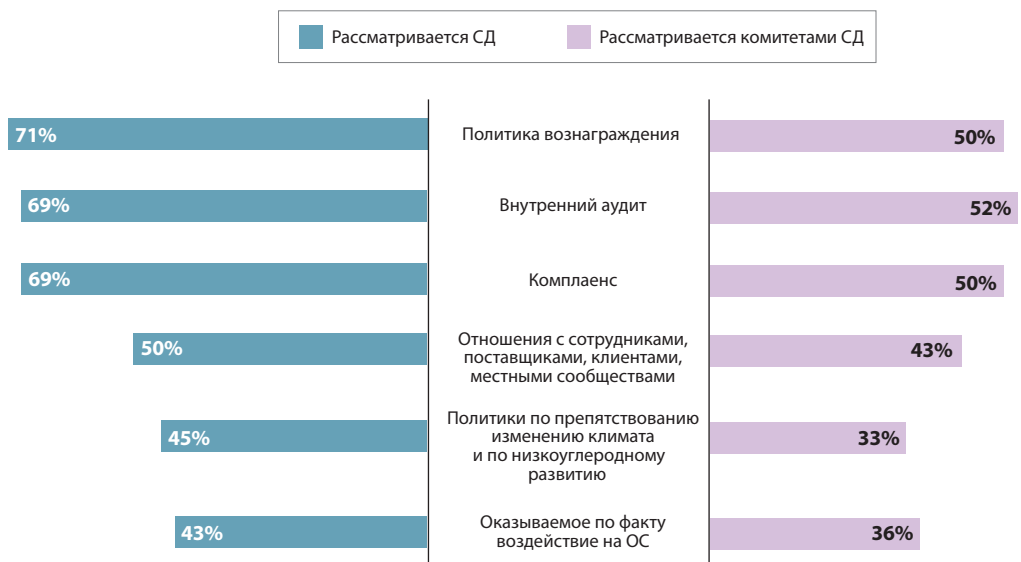 Рассматривается СД
Рассматривается комитетами СД
71%
Политика вознаграждения
50%
69%
Внутренний аудит
52%
69%
Комплаенс
50%
50%
Отношения с сотрудниками,
поставщиками, клиентами,
местными сообществами
43%
45%
Политики по препятствованию
изменению климата
и по низкоуглеродному
развитию
33%
43%
Оказываемое по факту
воздействие на ОС
36%